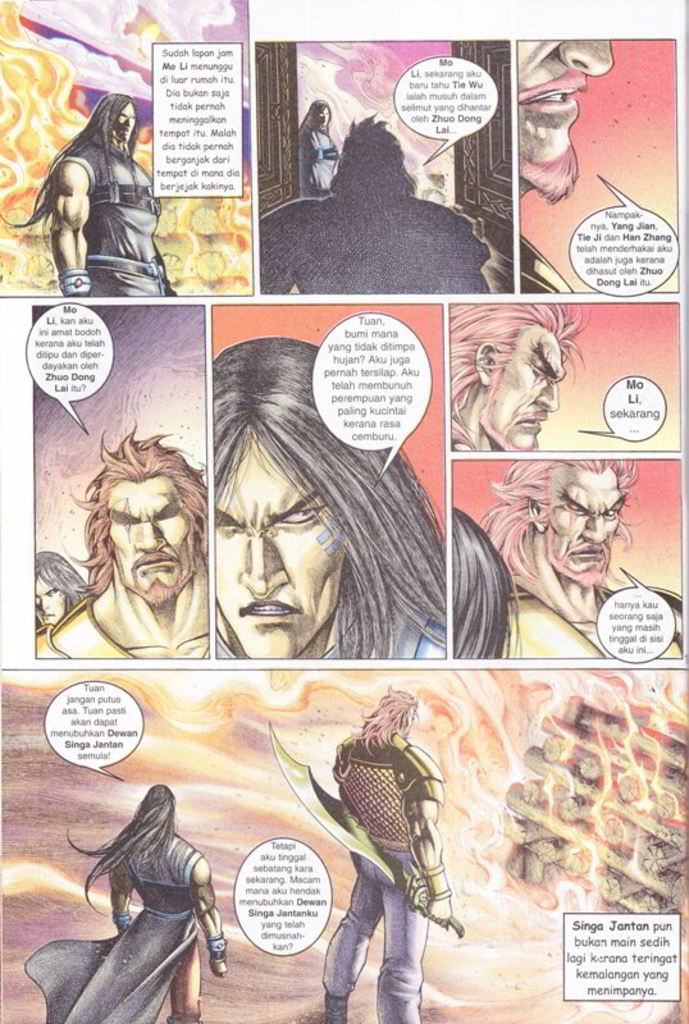 Sudah lapan jam
Mo Li menunggu
di luar rumah itu.
Dia bukan saja
tidak pernah
meninggalkan
tempat itu. Malah
dia tidak pernah
berganjak dari
tempat di mana dia
berjejak kakinya.
Mo
Li, sekarang aku
baru tahu Tie Wu
ialah musuh dalam
selimut yang dihantar
oleh Zhuo Dong
Lai...
Nampak-
nya, Yang Jian,
Tie Ji dan Han Zhang
telah menderhakai aku
adalah juga kerana
dihasut oleh Zhuo
Dong Lai itu.
Mo
Li, kan aku
ini amat bodoh
kerana aku telah
ditipu dan diper-
dayakan oleh
Zhuo Dong
Lai itu?
Tuan,
bumi mana
yang tidak ditimpa
hujan? Aku juga
pernah tersilap. Aku
telah membunuh
perempuan yang
paling kucintai
kerana rasa
cemburu.
Mo
Li,
sekarang
...
...
hanya kau
seorang saja
yang masih
tinggal di sisi
aku ini...
Tuan
jangan putus
asa. Tuan pasti
akan dapat
menubuhkan Dewan
Singa Jantan
semula!
Tetapi
aku tinggal
sebatang kara
sekarang. Macam
mana aku hendak
menubuhkan Dewan
Singa Jantanku
yang telah
dimusnah-
kan?
Singa Jantan pun
bukan main sedih
lagi kerana teringat
kemalangan yang
menimpanya.